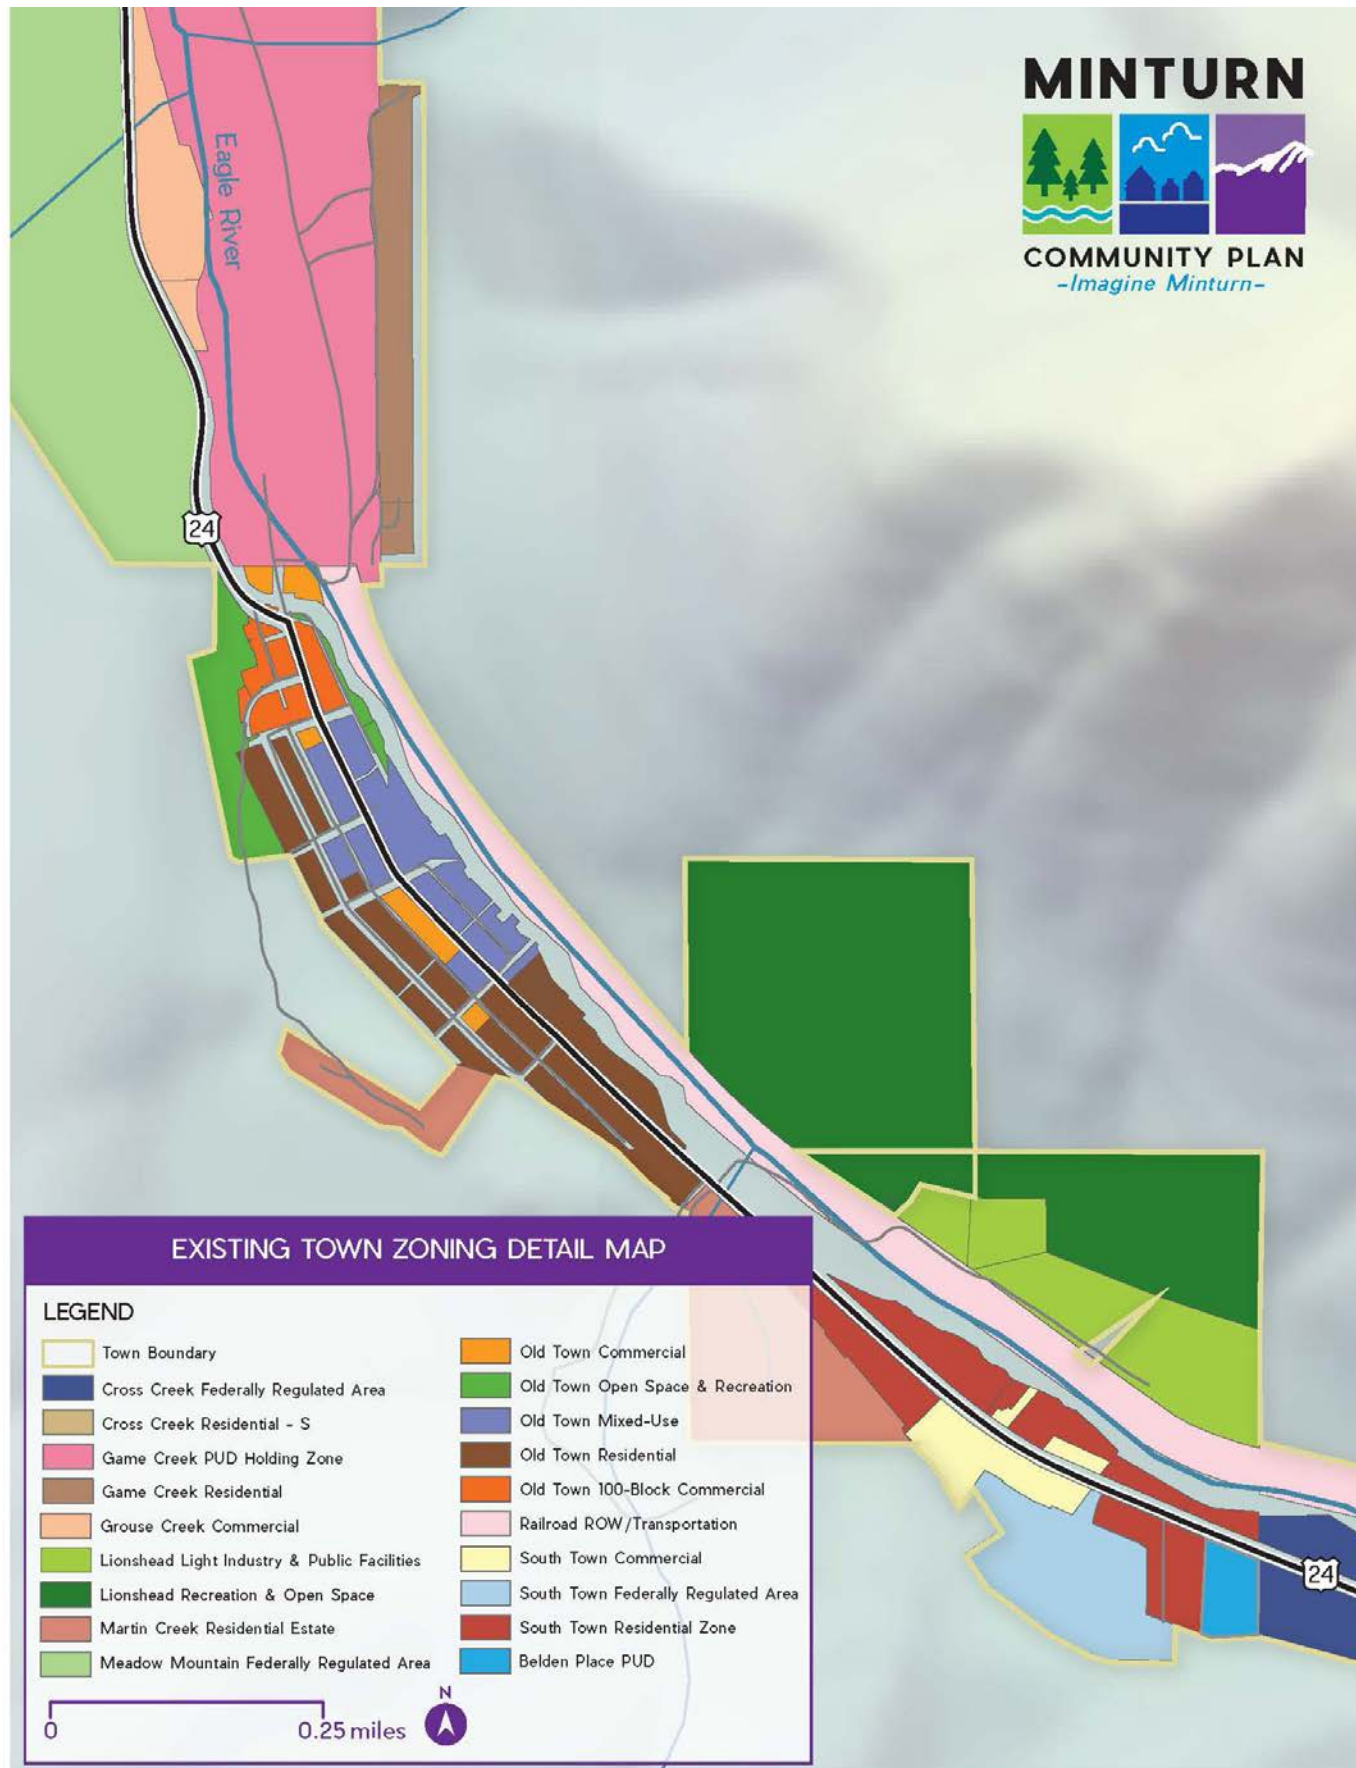 MINTURN
COMMUNITY PLAN
-Imagine Minturn-
Eagle River
24
EXISTING TOWN ZONING DETAIL MAP
LEGEND
Town Boundary
Cross Creek Federally Regulated Area
Cross Creek Residential - S
Game Creek PUD Holding Zone
Game Creek Residential
Grouse Creek Commercial
Lionshead Light Industry & Public Facilities
Lionshead Recreation & Open Space
Martin Creek Residential Estate
Meadow Mountain Federally Regulated Area
Old Town Commercial
Old Town Open Space & Recreation
Old Town Mixed-Use
Old Town Residential
Old Town 100-Block Commercial
Railroad ROW/Transportation
South Town Commercial
South Town Federally Regulated Area
South Town Residential Zone
Belden Place PUD
24
0
0.25 miles
N